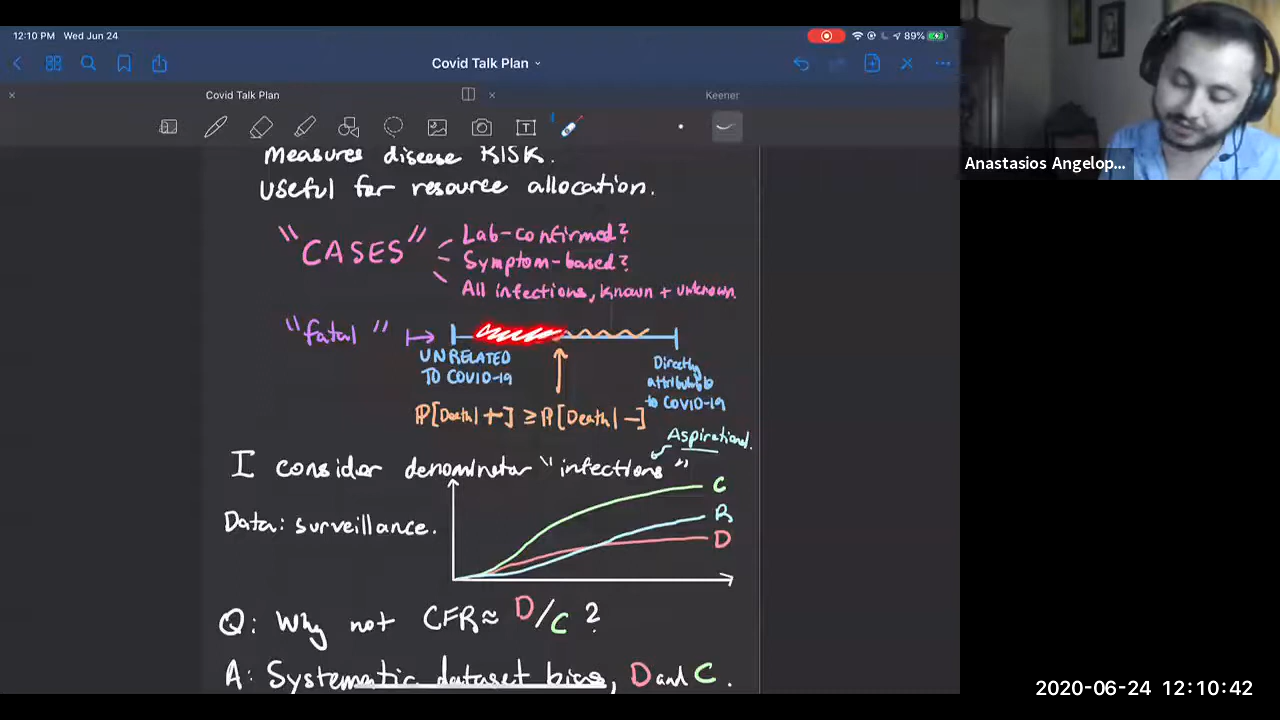 12:10 PM Wed Jun 24
89%
Covid Talk Plan
Covid Talk Plan
Keener
Anastasios Angelop...
Measures disease RISK.
Useful for resource allocation.
"CASES"
Lab-confirmed?
Symptom-based?
All infections, known + unknown.
"fatal"
UNRELATED TO COVID-19
Directly attributable to COVID-19
P[Death|+] ≥ P[Death|-]
Aspirational.
I consider denominator "infections"
Data: surveillance.
C
R
D
Q: Why not CFR≈ D/C ?
A: Systematic dataset bias, D and C.
2020-06-24 12:10:42